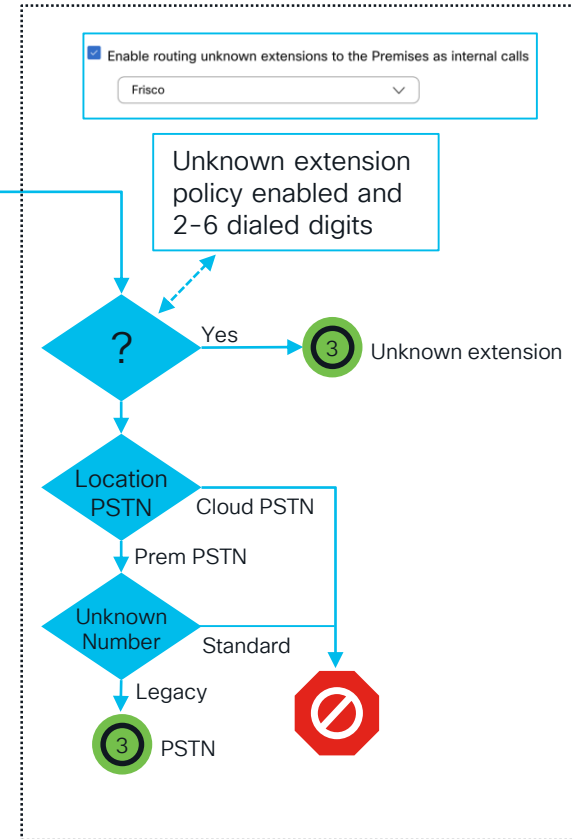 Enable routing unknown extensions to the Premises as internal calls
Frisco
Unknown extension
policy enabled and
2-6 dialed digits
?
Yes
3
Unknown extension
Location
PSTN
Cloud PSTN
Prem PSTN
Unknown
Number
Standard
Legacy
3
PSTN